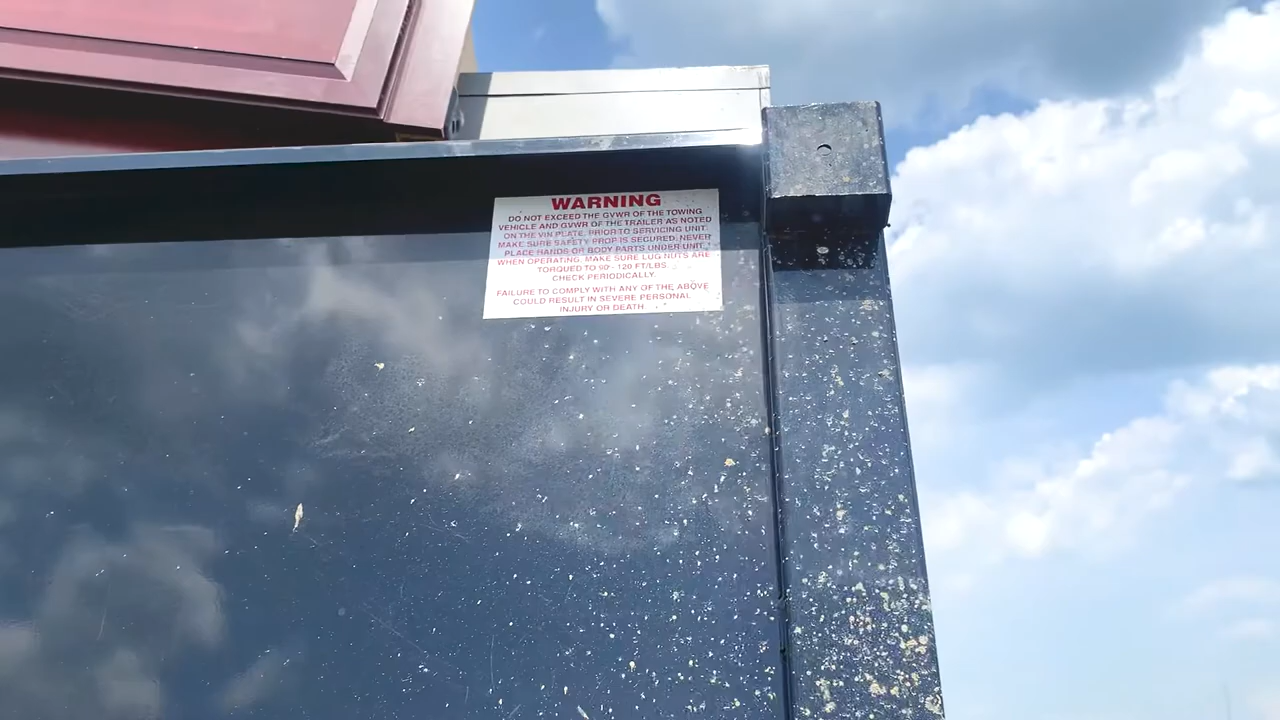 WARNING
DO NOT EXCEED THE GVWR OF THE TOWING
VEHICLE AND GVWR OF THE TRAILER AS NOTED
ON THE VIN PLATE. PRIOR TO SERVICING UNIT
MAKE SURE SAFETY PROP IS SECURED. NEVER
PLACE HANDS OR BODY PARTS UNDER UNIT
WHEN OPERATING. MAKE SURE LUG NUTS ARE
TORQUED TO 90 - 120 FT/LBS.
CHECK PERIODICALLY.
FAILURE TO COMPLY WITH ANY OF THE ABOVE
COULD RESULT IN SEVERE PERSONAL
INJURY OR DEATH.